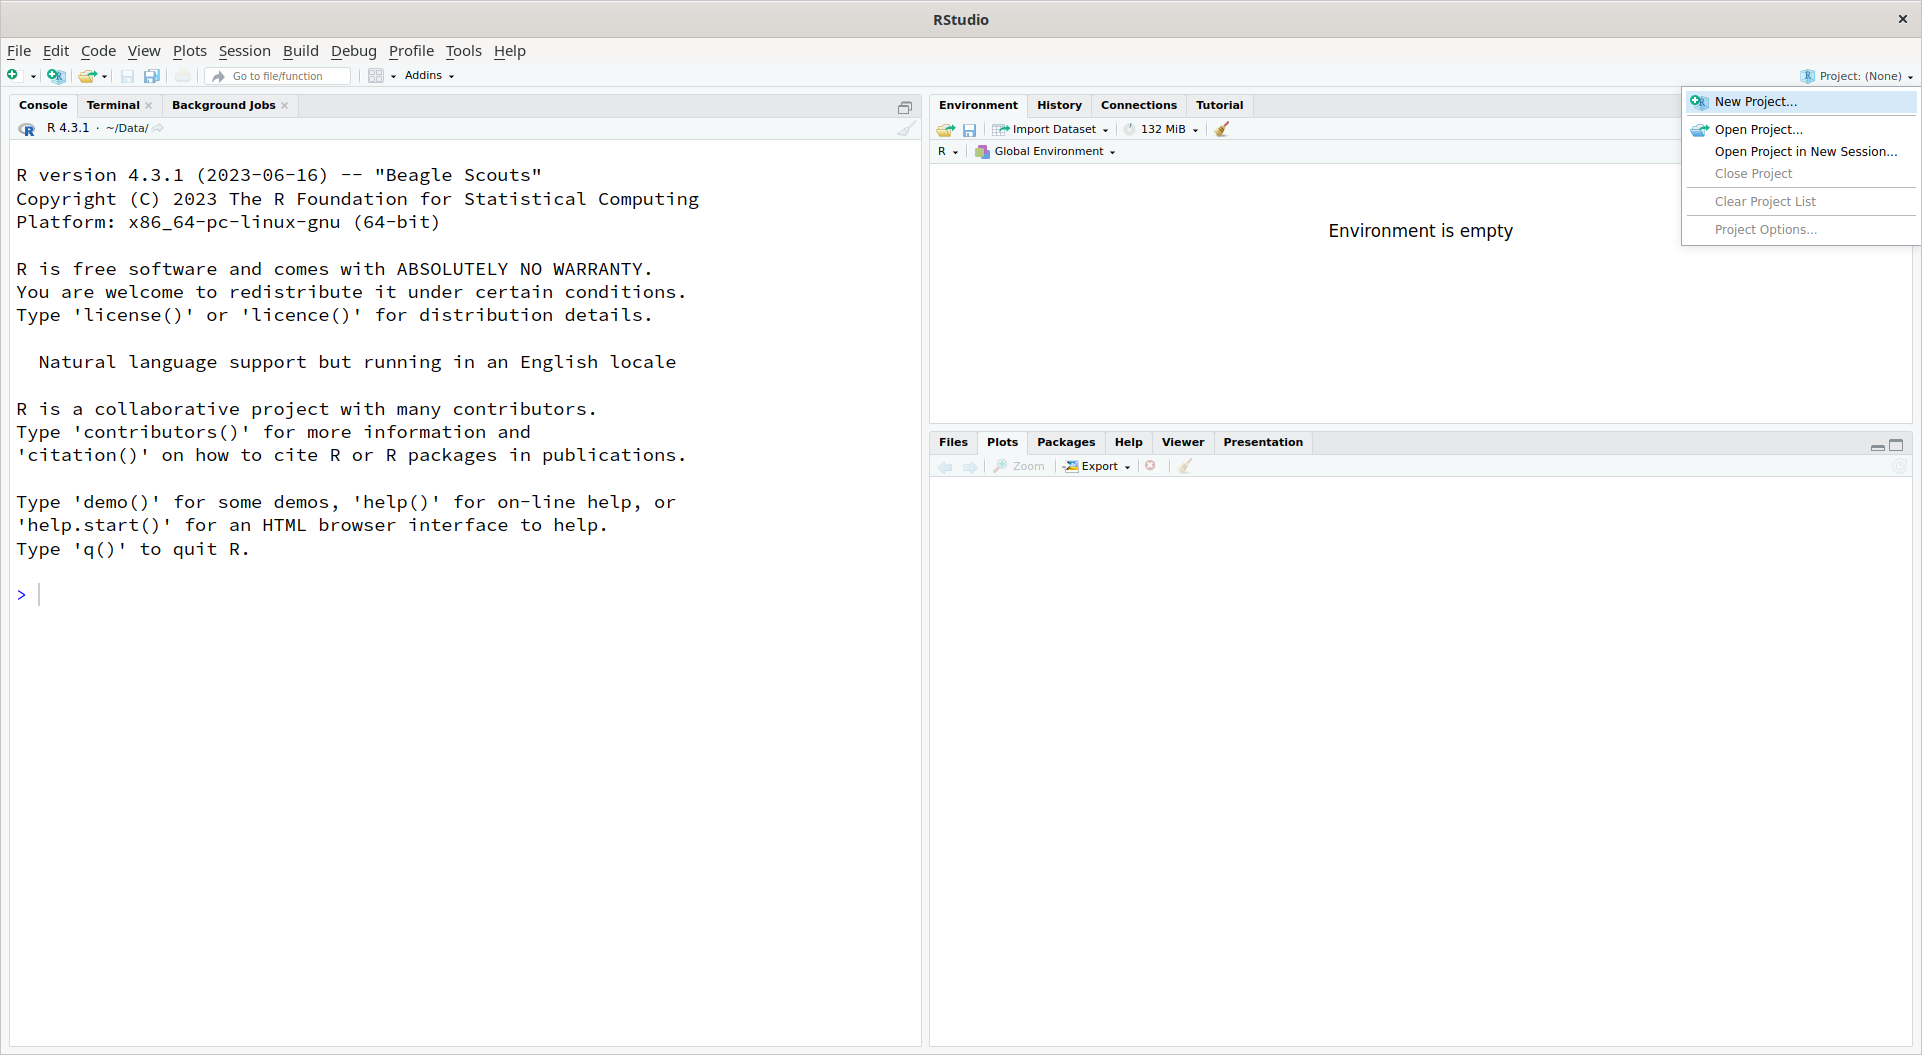 RStudio
File Edit Code View Plots Session Build Debug Profile Tools Help
Go to file/function Addins Project: (None)
Console Terminal Background Jobs
R 4.3.1 · ~/Data/
R version 4.3.1 (2023-06-16) -- "Beagle Scouts"
Copyright (C) 2023 The R Foundation for Statistical Computing
Platform: x86_64-pc-linux-gnu (64-bit)
R is free software and comes with ABSOLUTELY NO WARRANTY.
You are welcome to redistribute it under certain conditions.
Type 'license()' or 'licence()' for distribution details.
Natural language support but running in an English locale
R is a collaborative project with many contributors.
Type 'contributors()' for more information and
'citation()' on how to cite R or R packages in publications.
Type 'demo()' for some demos, 'help()' for on-line help, or
'help.start()' for an HTML browser interface to help.
Type 'q()' to quit R.
>
Environment History Connections Tutorial
Import Dataset 132 MiB
R Global Environment
Environment is empty
New Project...
Open Project...
Open Project in New Session...
Close Project
Clear Project List
Project Options...
Files Plots Packages Help Viewer Presentation
Zoom Export